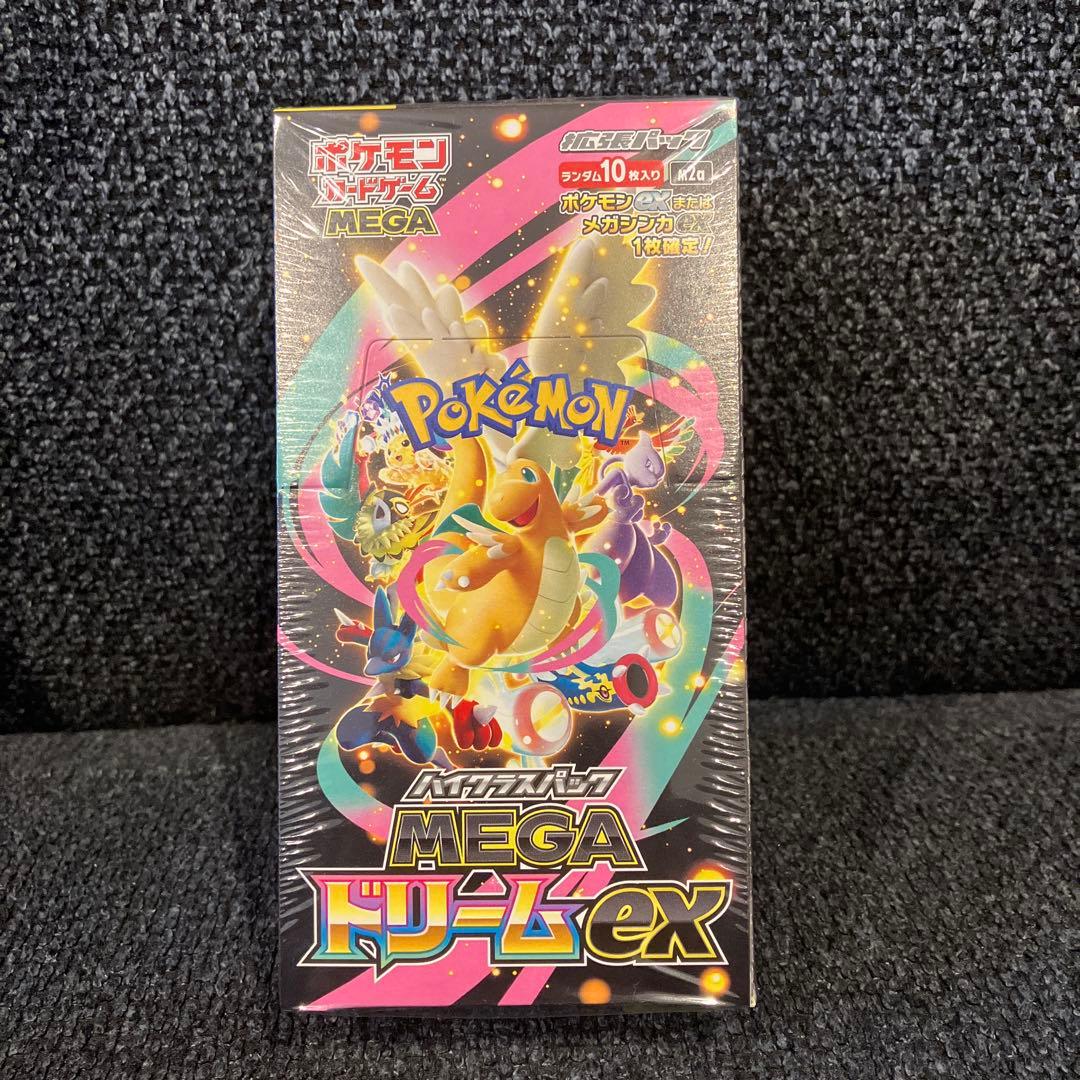 ポケモン
カードゲーム™
MEGA
拡張パック
ランダム10枚入り M2a
ポケモンexまたは
メガシンカex
1枚確定!
POKéMON™
ハイクラスパック
MEGA
ドリームex